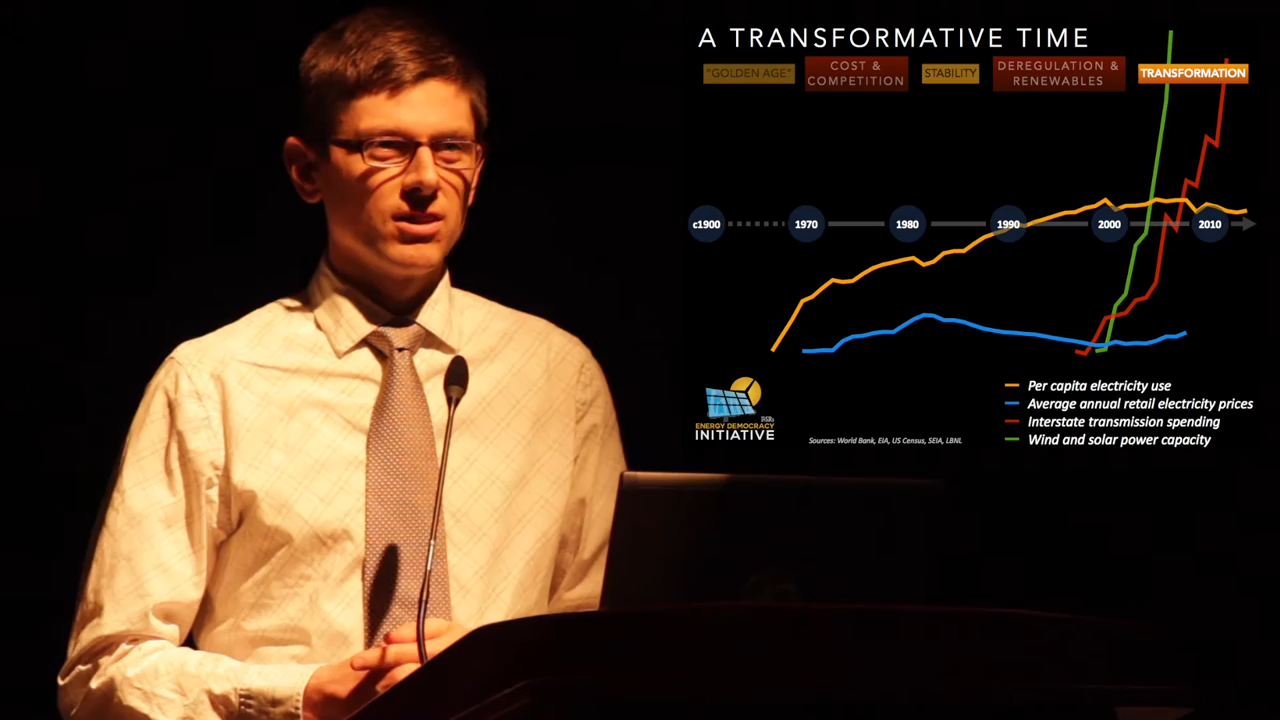 A TRANSFORMATIVE TIME
"GOLDEN AGE"
COST &
COMPETITION
STABILITY
DEREGULATION &
RENEWABLES
TRANSFORMATION
c1900
1970
1980
1990
2000
2010
Per capita electricity use
Average annual retail electricity prices
Interstate transmission spending
Wind and solar power capacity
ENERGY DEMOCRACY
INITIATIVE
Sources: World Bank, EIA, US Census, SEIA, LBNL